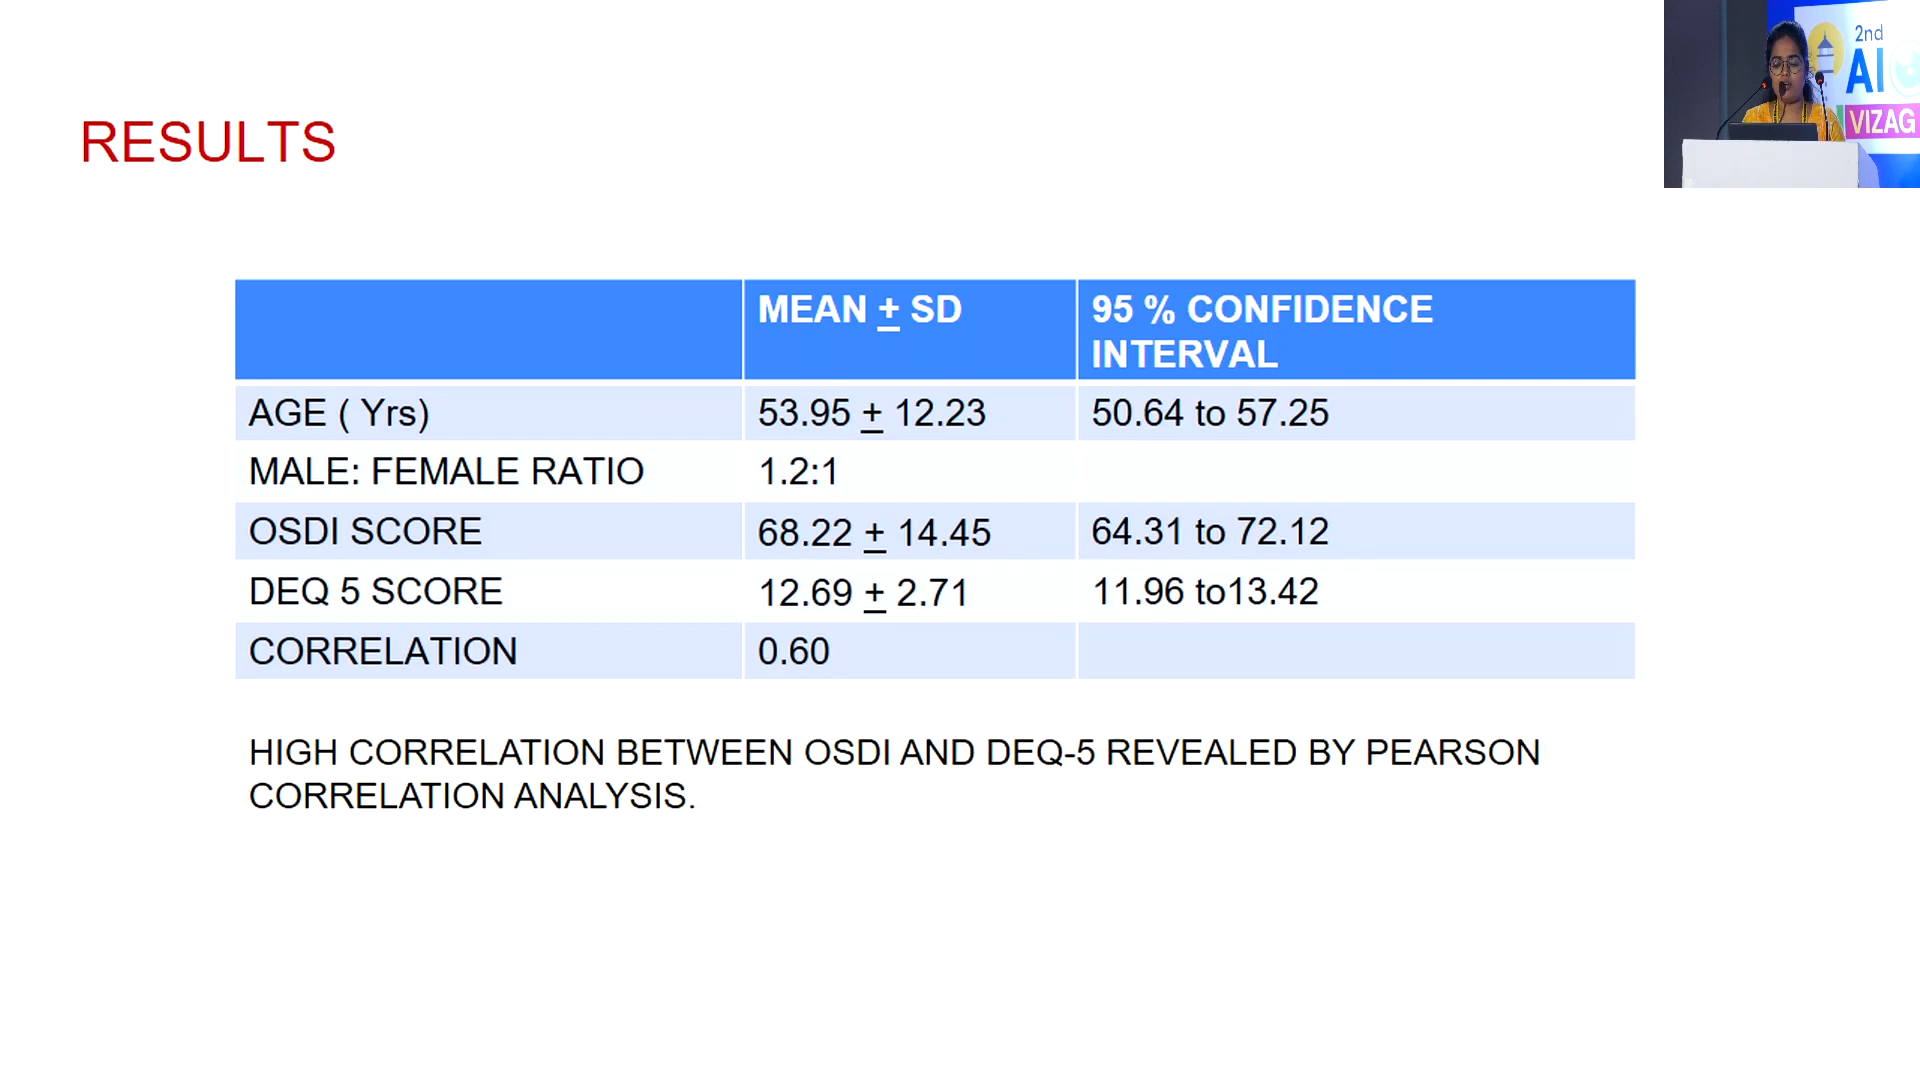 2nd
AI
VIZAG
RESULTS
MEAN ± SD
95 % CONFIDENCE
INTERVAL
AGE ( Yrs)
53.95 ± 12.23
50.64 to 57.25
MALE: FEMALE RATIO
1.2:1
OSDI SCORE
68.22 ± 14.45
64.31 to 72.12
DEQ 5 SCORE
12.69 ± 2.71
11.96 to13.42
CORRELATION
0.60
HIGH CORRELATION BETWEEN OSDI AND DEQ-5 REVEALED BY PEARSON
CORRELATION ANALYSIS.